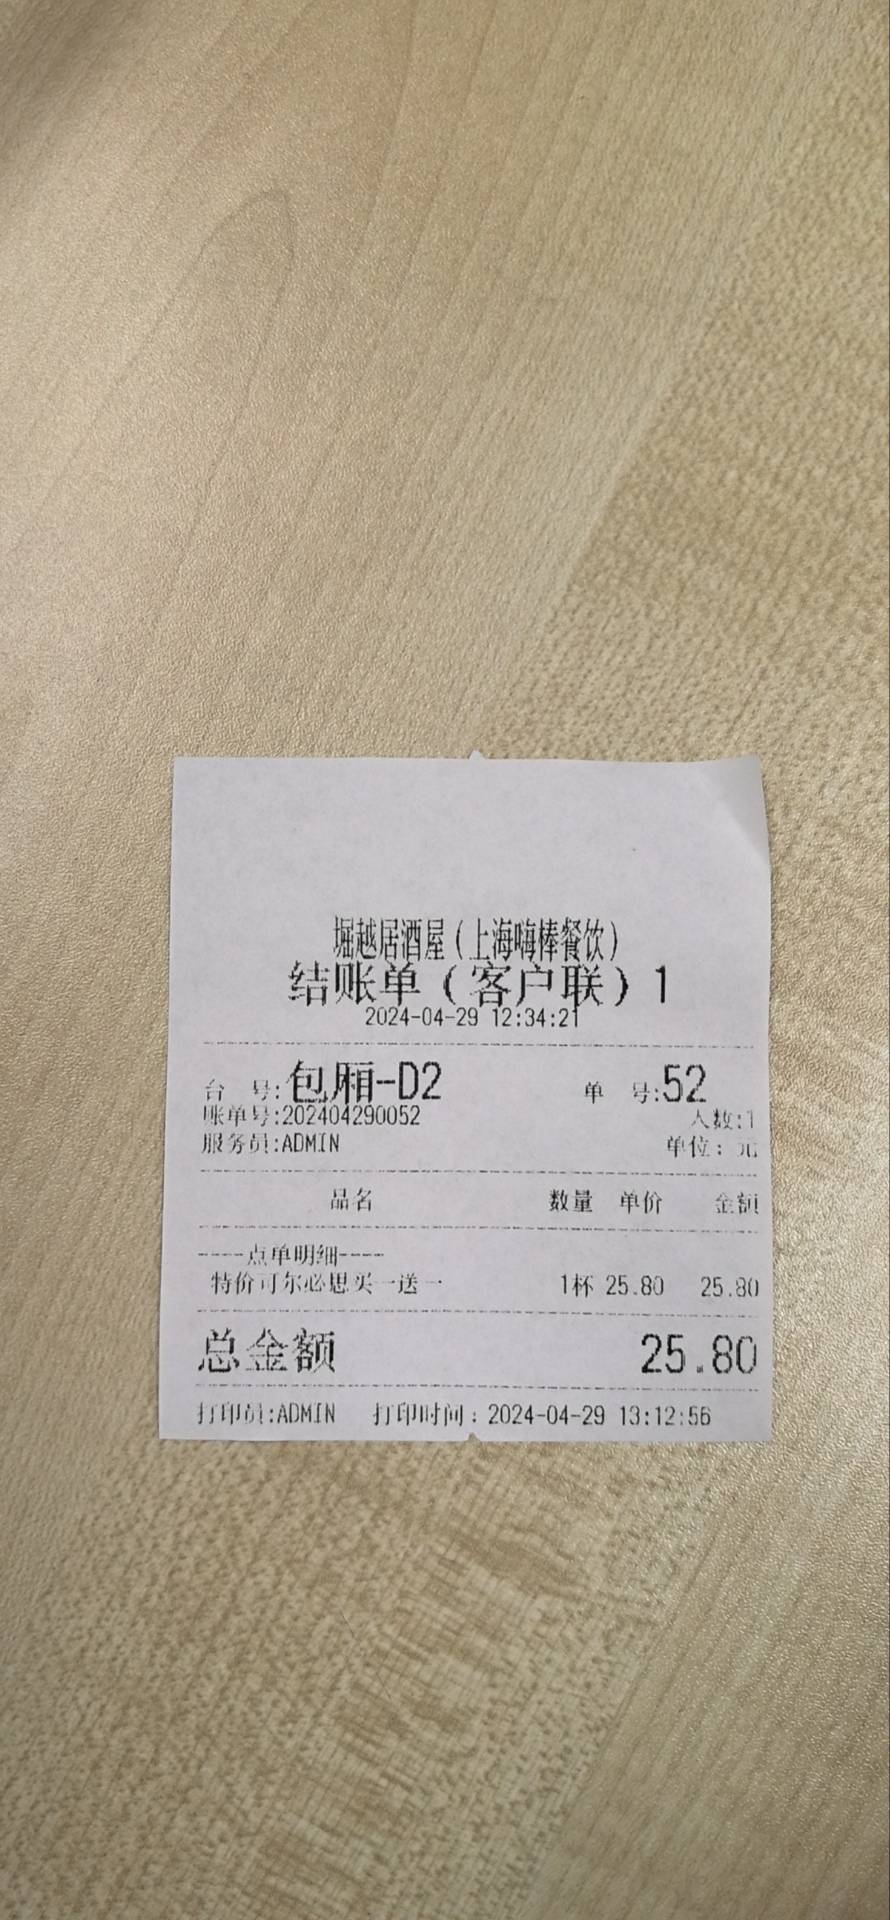 堀越居酒屋(上海嗨棒餐饮)
结账单(客户联)1
2024-04-29 12:34:21
台 号:包厢-D2 单 号:52
账单号:202404290052 人数:1
服务员:ADMIN 单位: 元
品名 数量 单价 金额
----点单明细----
特价可尔必思买一送一 1杯 25.80 25.80
总金额 25.80
打印员:ADMIN 打印时间:2024-04-29 13:12:56